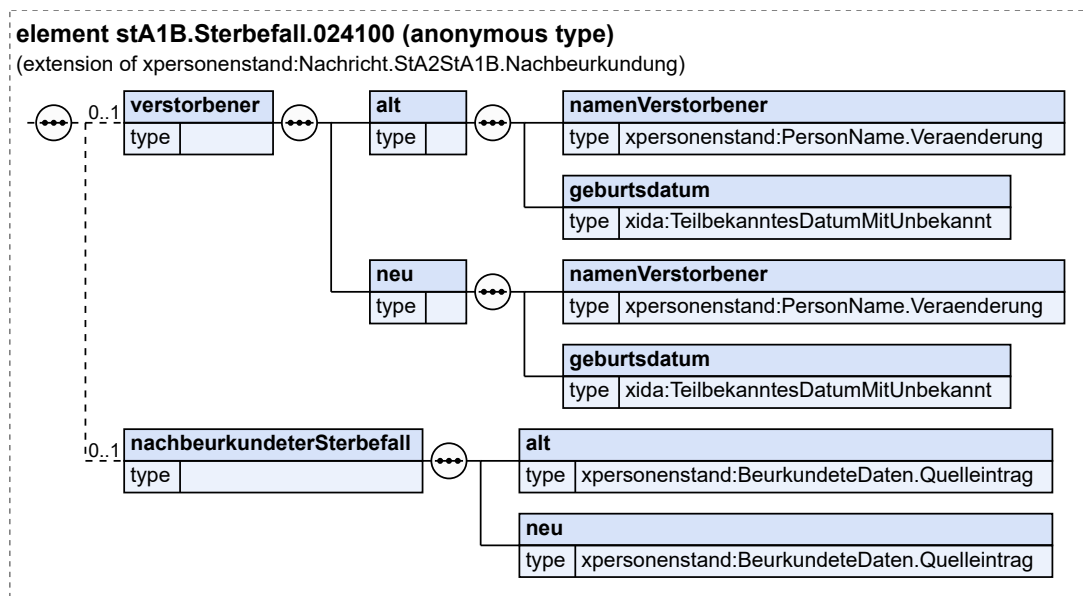 element stA1B.Sterbefall.024100 (anonymous type)
(extension of xpersonenstand:Nachricht.StA2StA1B.Nachbeurkundung)
0..1
verstorbener
type
alt
type
namenVerstorbener
type xpersonenstand:PersonName.Veraenderung
geburtsdatum
type xida:TeilbekanntesDatumMitUnbekannt
neu
type
namenVerstorbener
type xpersonenstand:PersonName.Veraenderung
geburtsdatum
type xida:TeilbekanntesDatumMitUnbekannt
0..1
nachbeurkundeterSterbefall
type
alt
type xpersonenstand:BeurkundeteDaten.Quelleintrag
neu
type xpersonenstand:BeurkundeteDaten.Quelleintrag